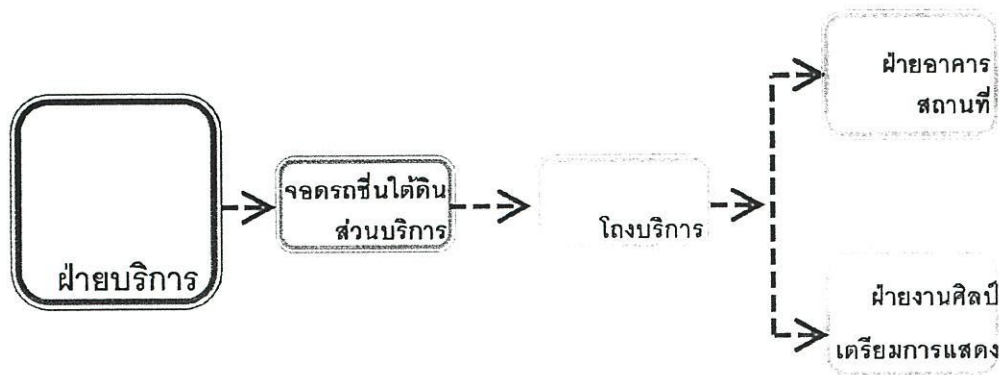 ฝ่ายบริการ
จอดรถชื่นใต้ดิน
ส่วนบริการ
โถงบริการ
ฝ่ายอาคาร
สถานที่
ฝ่ายงานศิลป์
เตรียมการแสดง